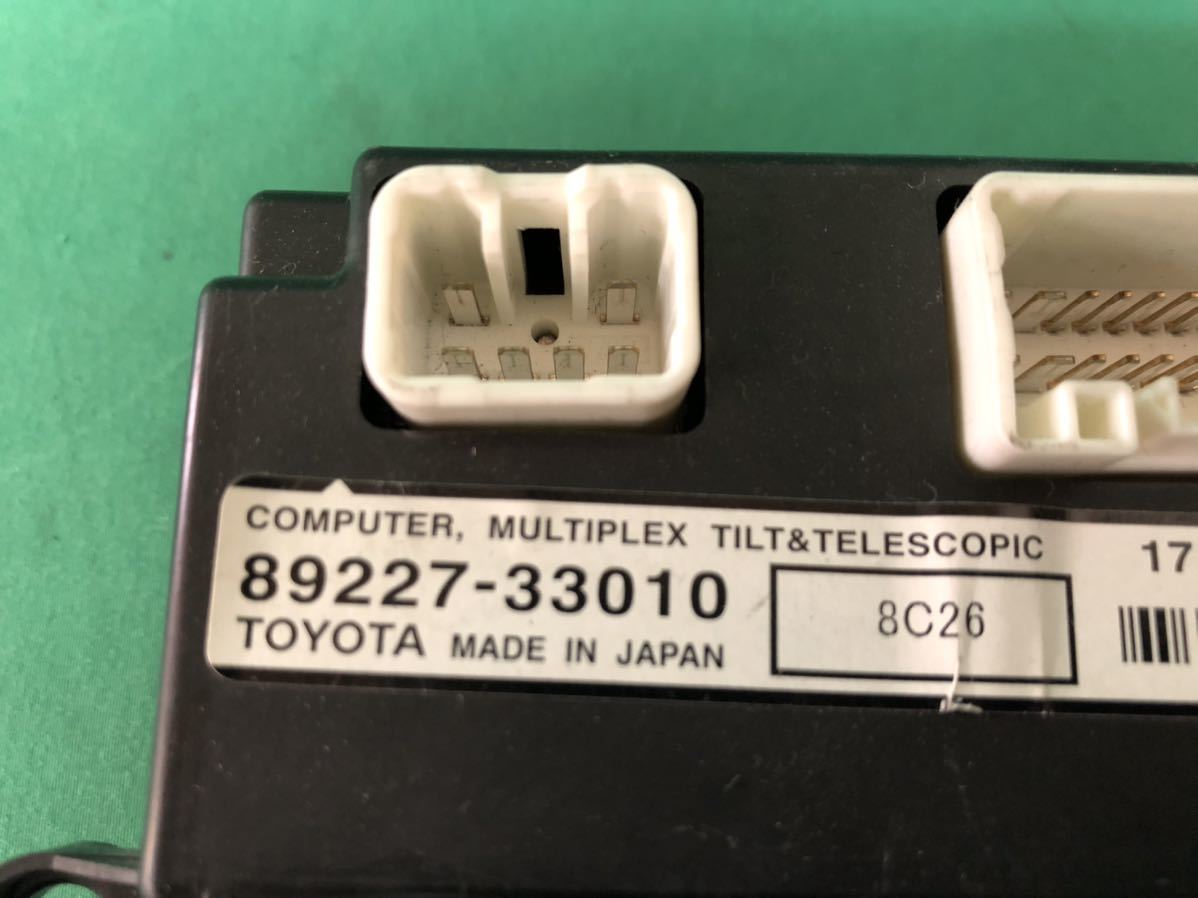 COMPUTER, MULTIPLEX TILT&TELESCOPIC
89227-33010
TOYOTA MADE IN JAPAN
8C26
17